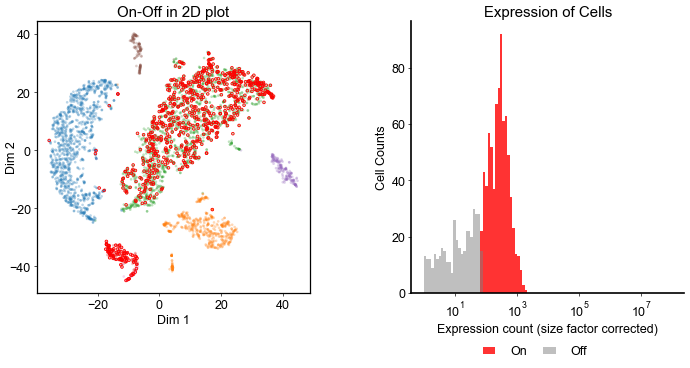 On-Off in 2D plot
Dim 2
40
20
0
−20
−40
−20
0
20
40
Dim 1
Expression of Cells
Cell Counts
80
60
40
20
0
10^1
10^3
10^5
10^7
Expression count (size factor corrected)
On
Off